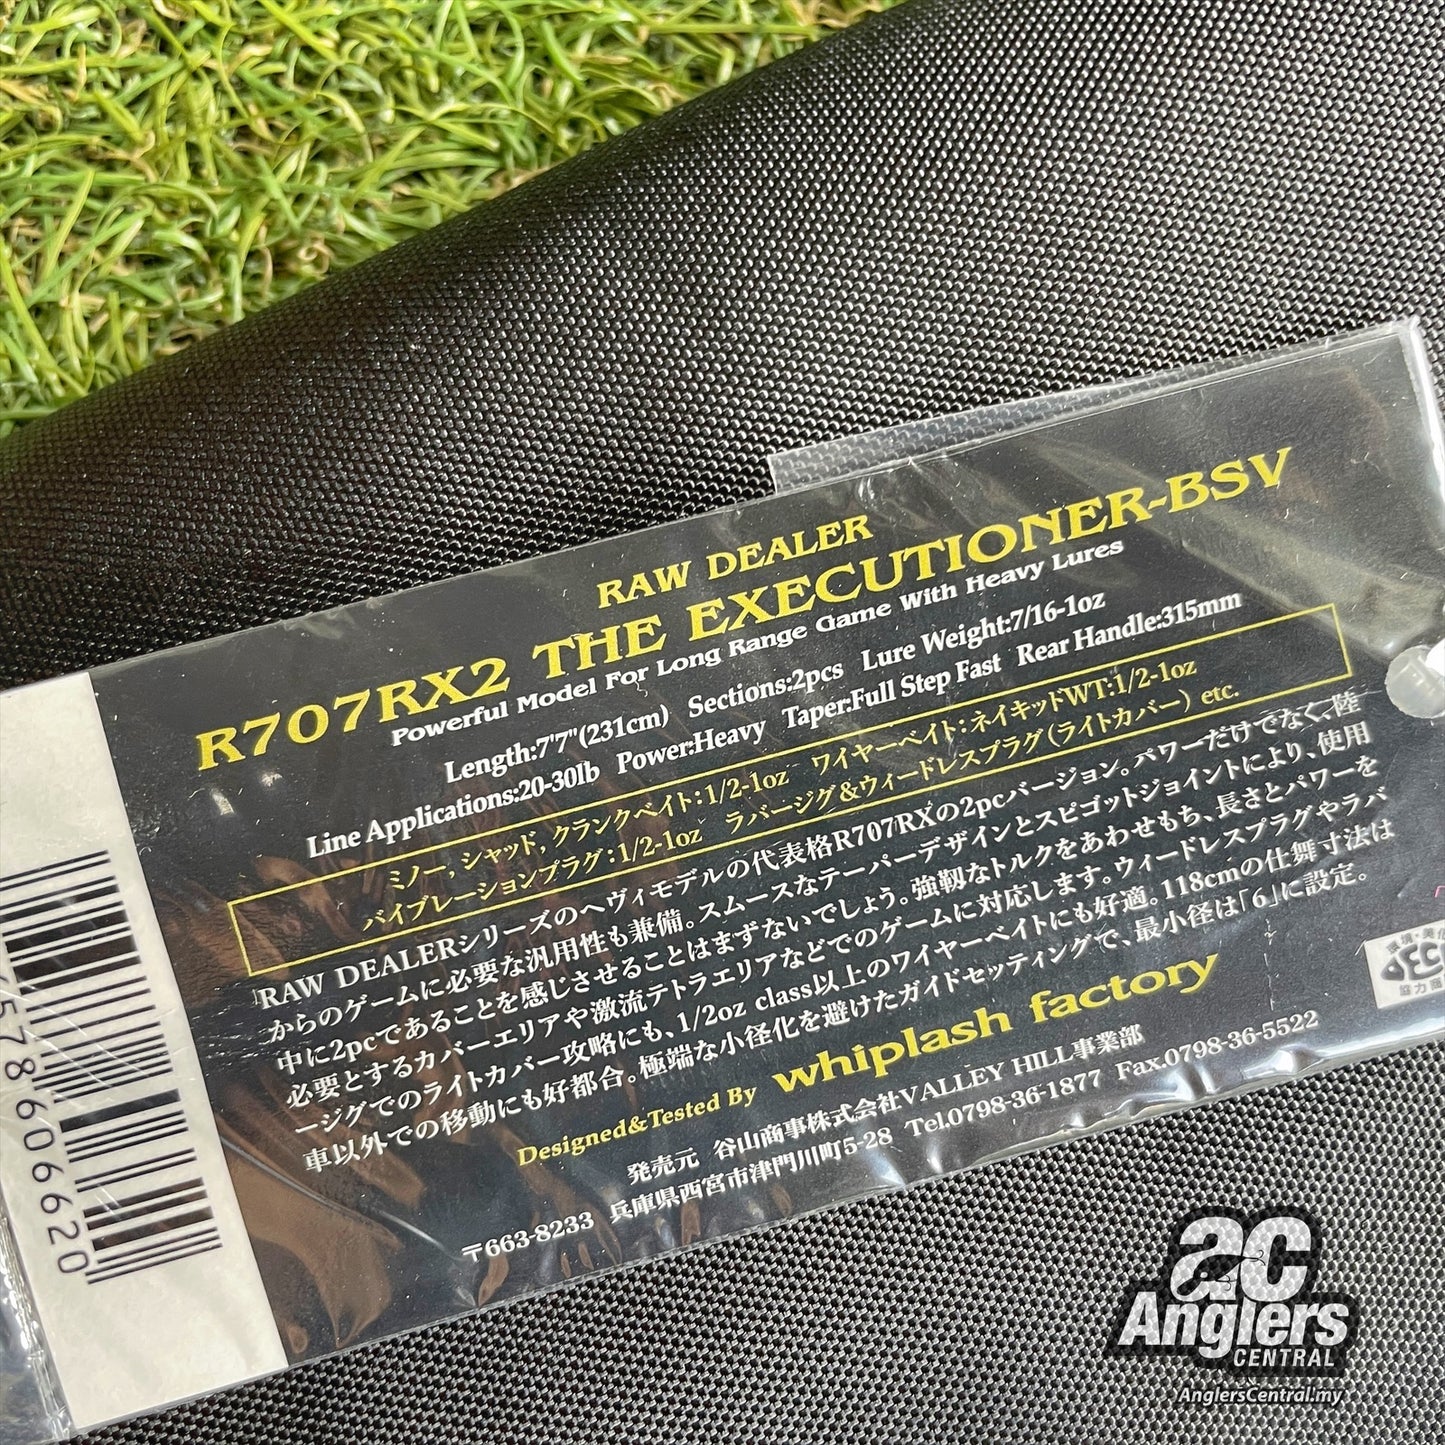 RAW DEALER
R707RX2 THE EXECUTIONER-BSV
Powerful Model For Long Range Game With Heavy Lures
Length:7'7"(231cm) Sections:2pcs Lure Weight:7/16-1oz
Line Applications:20-30lb Power:Heavy Taper:Full Step Fast Rear Handle:315mm
ミノー, シャッド, クランクベイト:1/2-1oz ワイヤーベイト:ネイキッドWT:1/2-1oz
バイブレーションプラグ:1/2-1oz ラバージグ&ウィードレスプラグ(ライトカバー) etc.
RAW DEALERシリーズのヘヴィモデルの代表格R707RXの2pcバージョン。パワーだけでなく、陸
からのゲームに必要な汎用性も兼備。スムースなテーパーデザインとスピゴットジョイントにより、使用
中に2pcであることを感じさせることはまずないでしょう。強靱なトルクをあわせもち、長さとパワーを
必要とするカバーエリアや激流テトラエリアなどでのゲームに対応します。ウィードレスプラグやラバ
ージグでのライトカバー攻略にも、1/2oz class以上のワイヤーベイトにも好適。118cmの仕舞寸法は
車以外での移動にも好都合。極端な小径化を避けたガイドセッティングで、最小径は「6」に設定。
Designed&Tested By whiplash factory
発売元 谷山商事株式会社VALLEY HILL事業部
〒663-8233 兵庫県西宮市津門川町5-28 Tel.0798-36-1877 Fax.0798-36-5522
578606620
協力商
ac
Anglers
CENTRAL
AnglersCentral.my